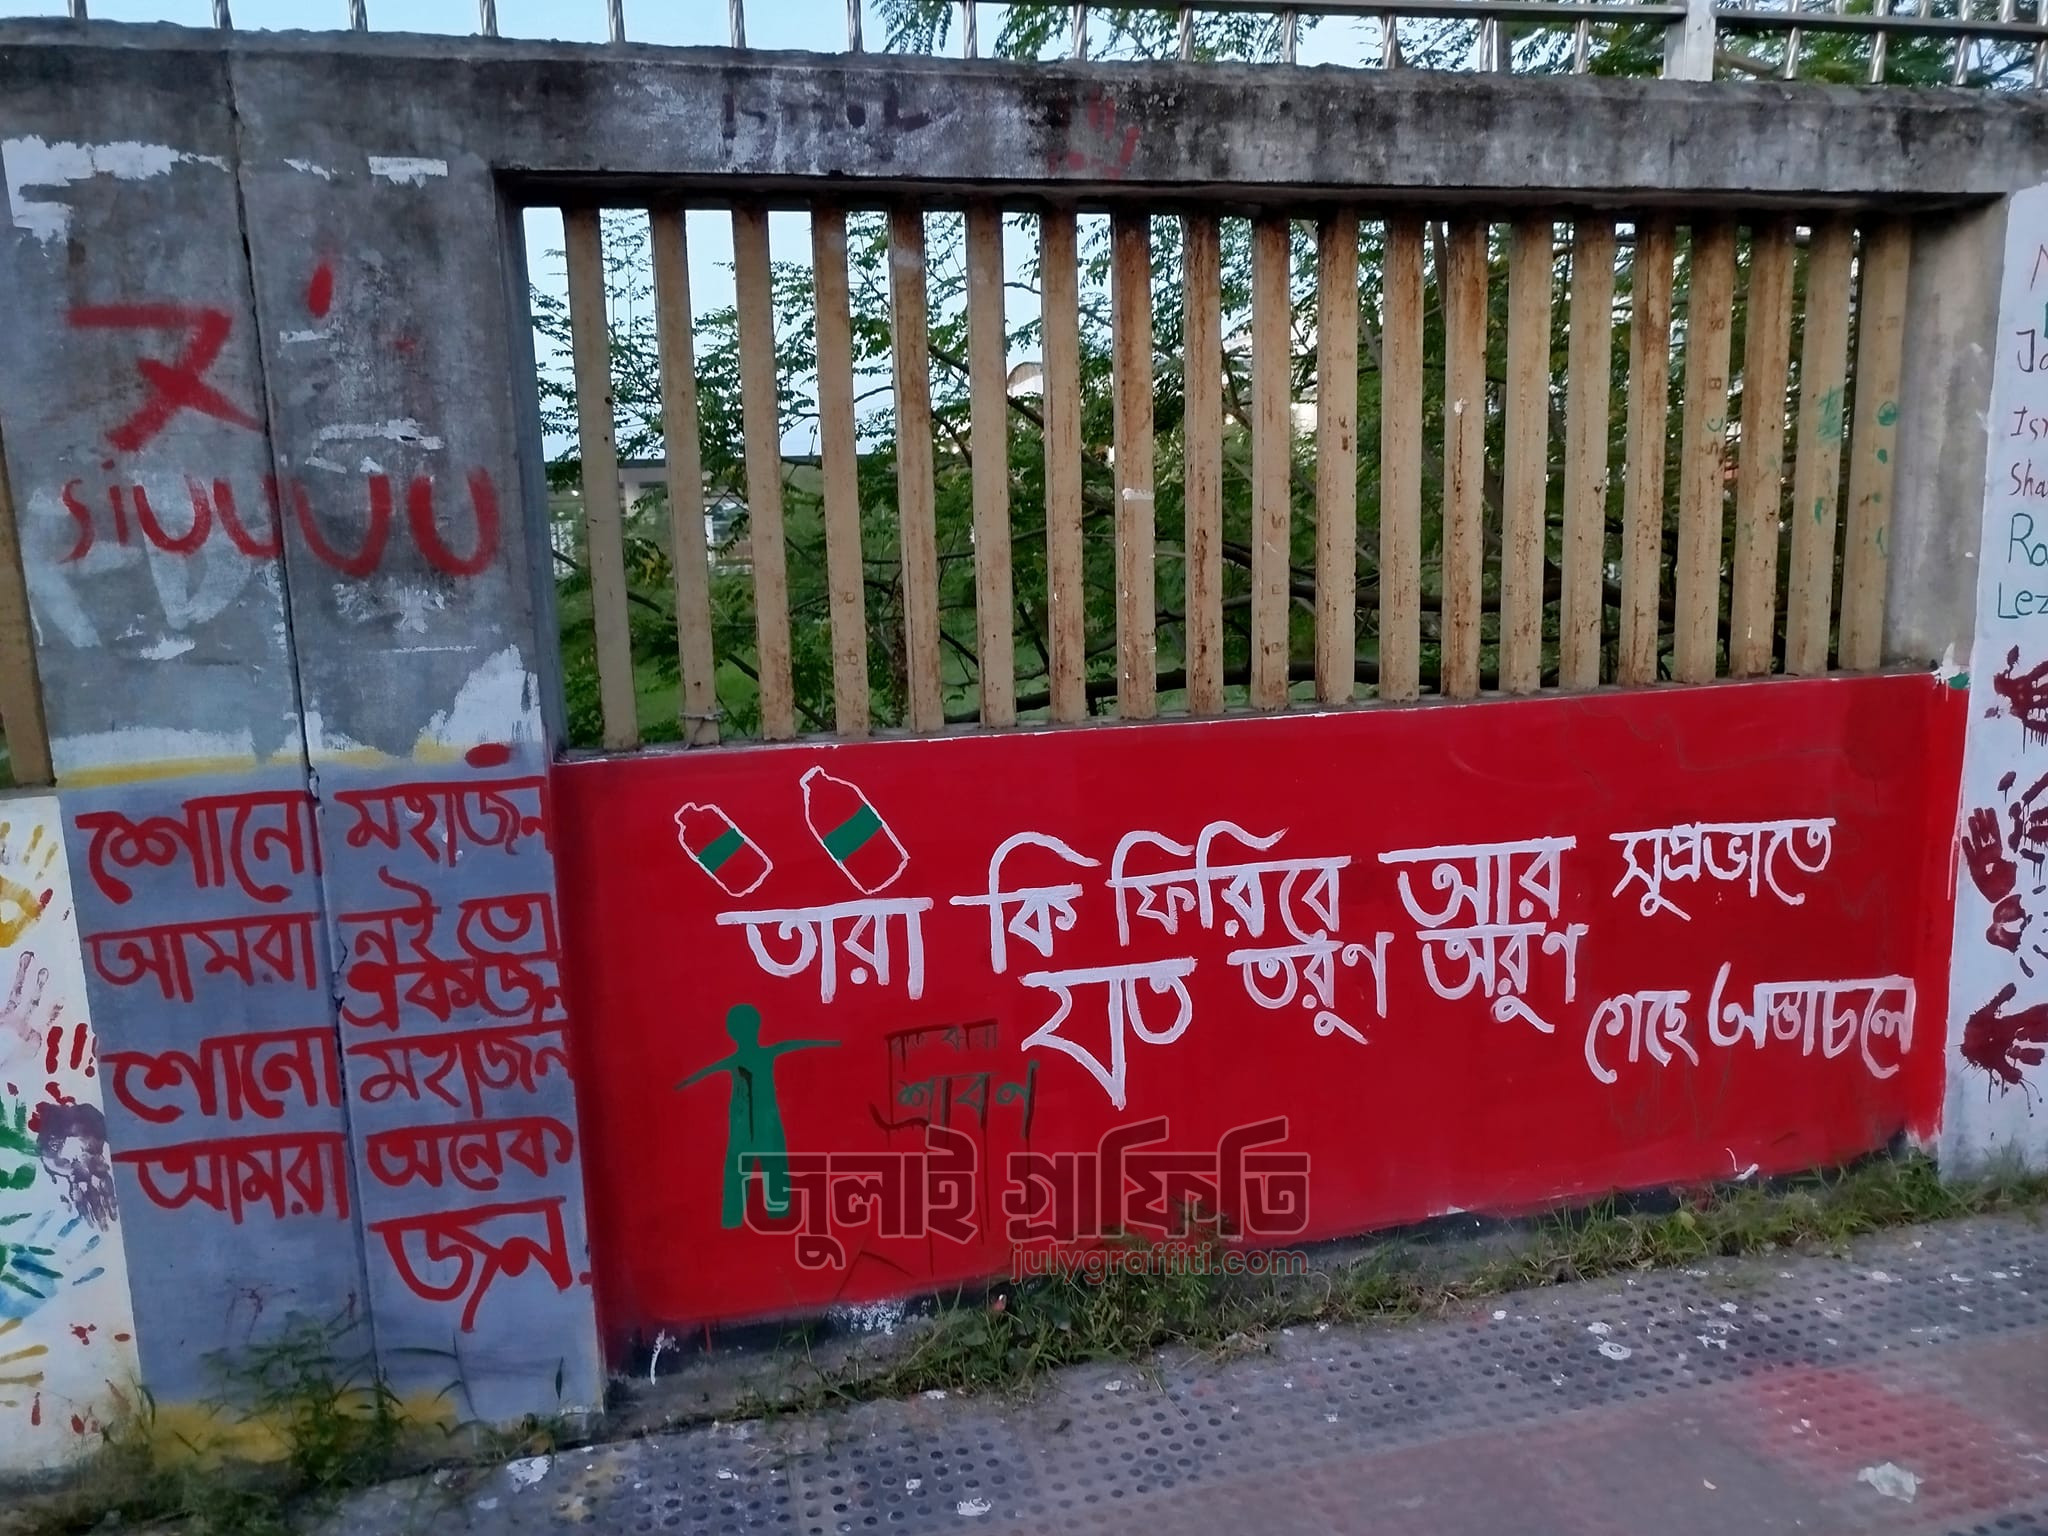 Siuuuu
শোনো মহাজন
আমরা নই তো
একজন
শোনো মহাজন
আমরা অনেক
জন.
তারা কি ফিরিবে আর সুপ্রভাতে
যত তরুণ অরুণ
গেছে অস্তাচলে
শ্রাবণ
জুলাই গ্রাফিতি
julygraffiti.com